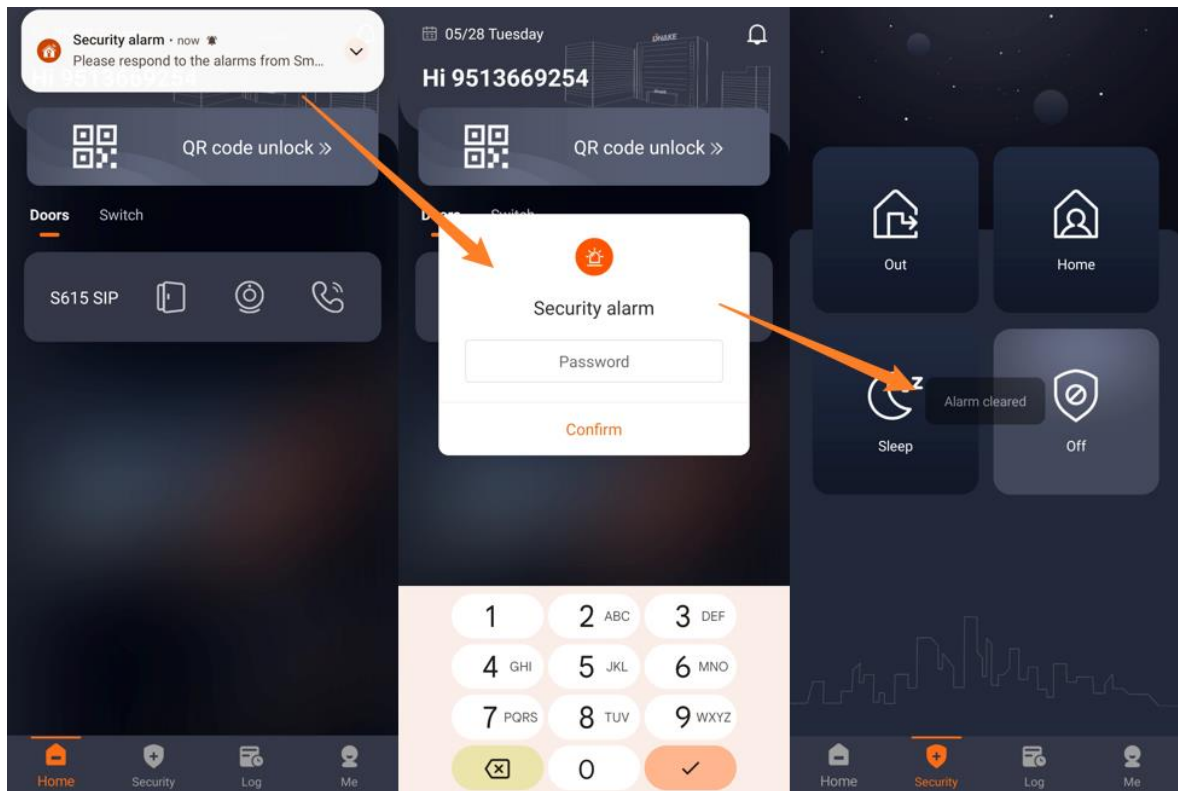 Security alarm • now
Please respond to the alarms from Sm...
QR code unlock »
Doors Switch
S615 SIP
Home Security Log Me
05/28 Tuesday
DNAKE
Hi 9513669254
QR code unlock »
Security alarm
Password
Confirm
1 2 ABC 3 DEF
4 GHI 5 JKL 6 MNO
7 PQRS 8 TUV 9 WXYZ
0
Out Home
Alarm cleared
Sleep Off
Home Security Log Me